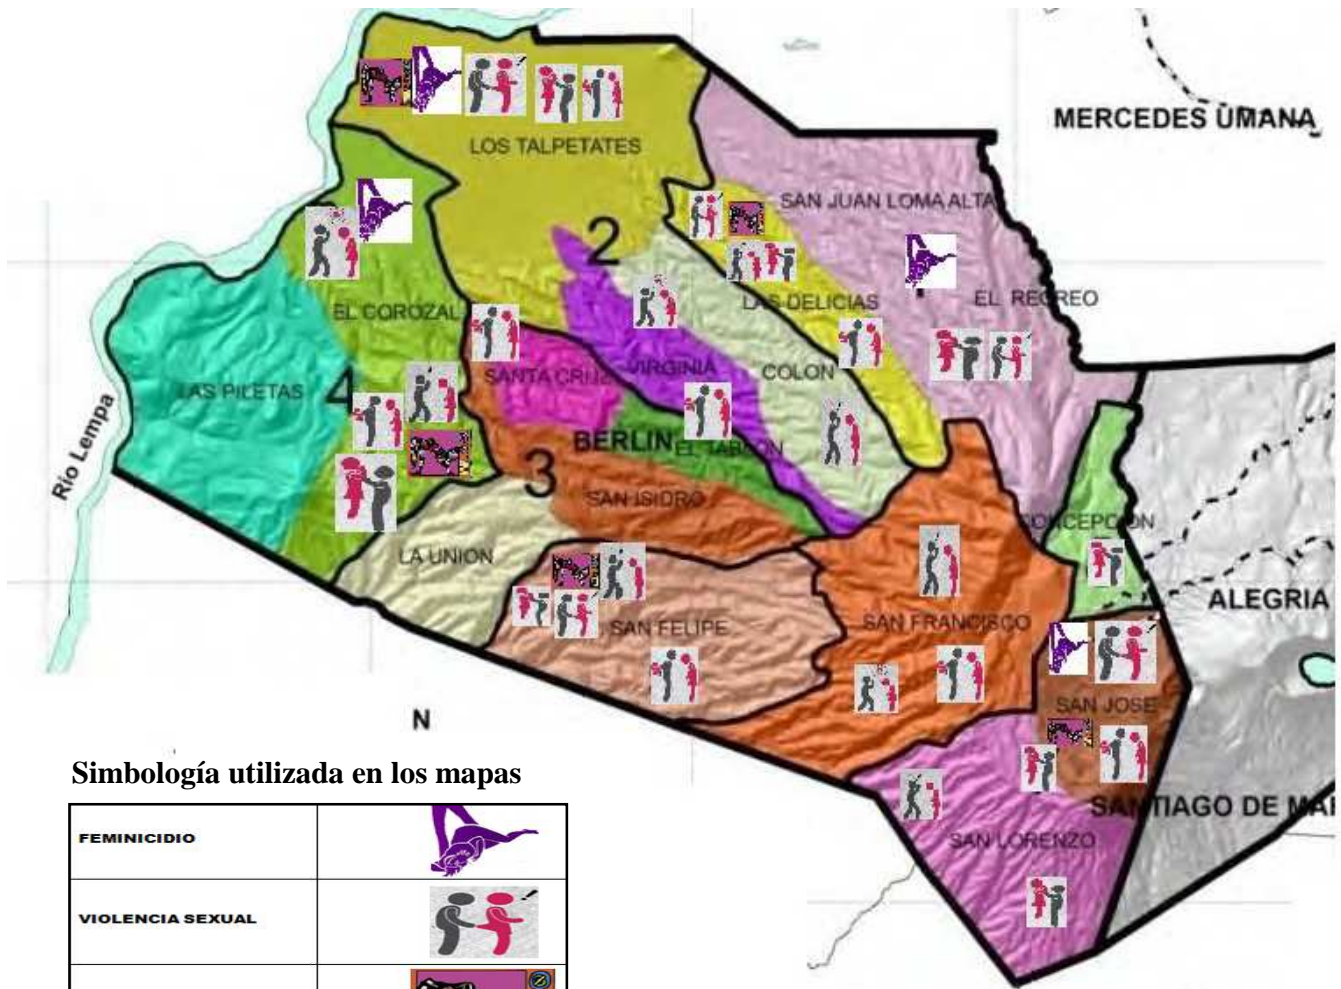 MERCEDES UMANA
LOS TALPETATES
SAN JUAN LOMA ALTA
2
EL RECREO
LAS DELICIAS
EL COROZAL
VIRGINIA
COLON
SANTA CRUZ
LAS PILETAS
4
Río Lempa
BERLIN
EL TABLON
3
SAN ISIDRO
CONCEPCION
LA UNION
ALEGRIA
SAN FELIPE
SAN FRANCISCO
SAN JOSE
N
Simbología utilizada en los mapas
SANTIAGO DE MAI
SAN LORENZO
FEMINICIDIO
VIOLENCIA SEXUAL